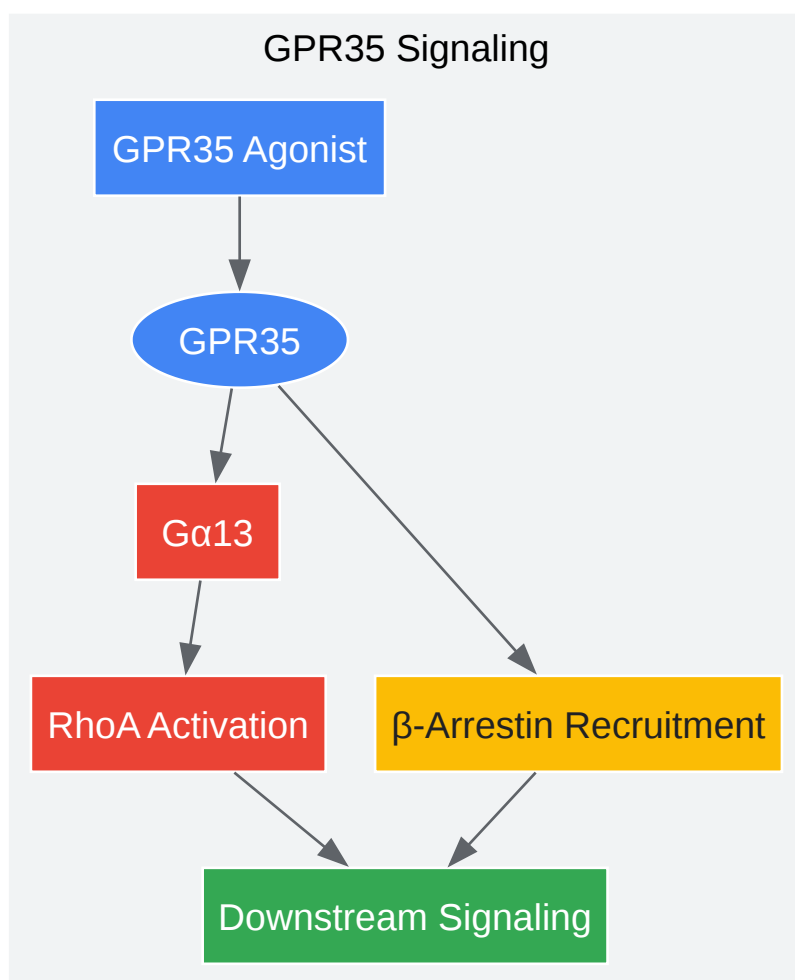 GPR35 Signaling
GPR35 Agonist
GPR35
Gα13
RhoA Activation
β-Arrestin Recruitment
Downstream Signaling